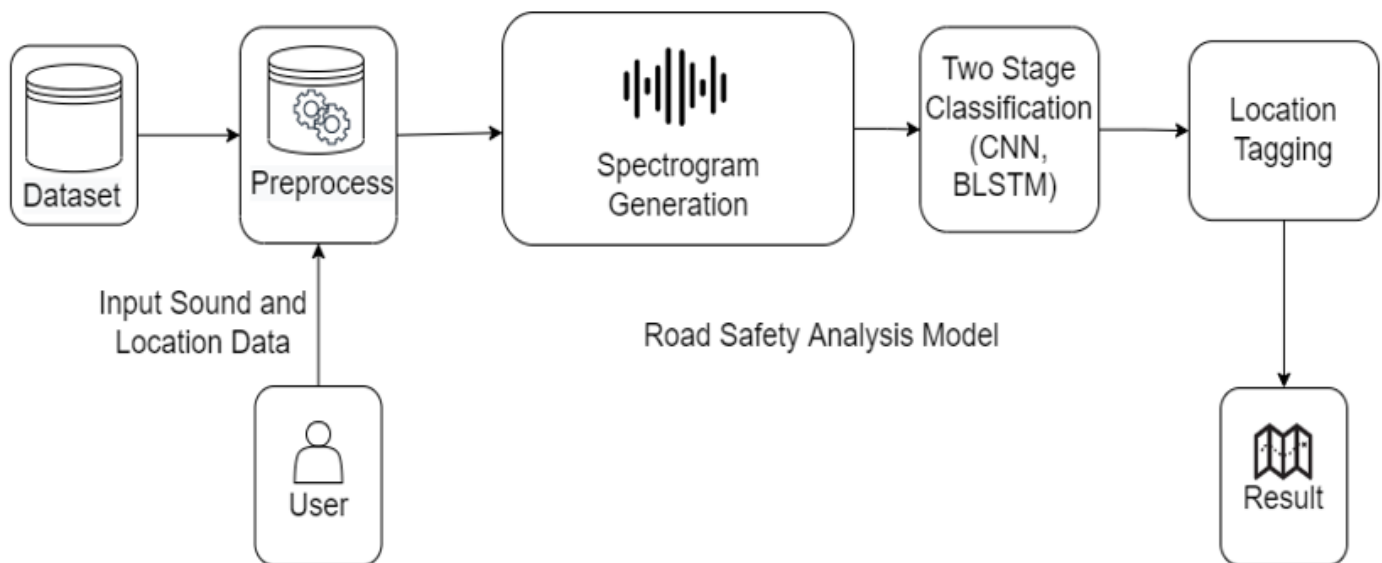 Dataset
Preprocess
Spectrogram
Generation
Two Stage
Classification
(CNN,
BLSTM)
Location
Tagging
Input Sound and
Location Data
Road Safety Analysis Model
User
Result